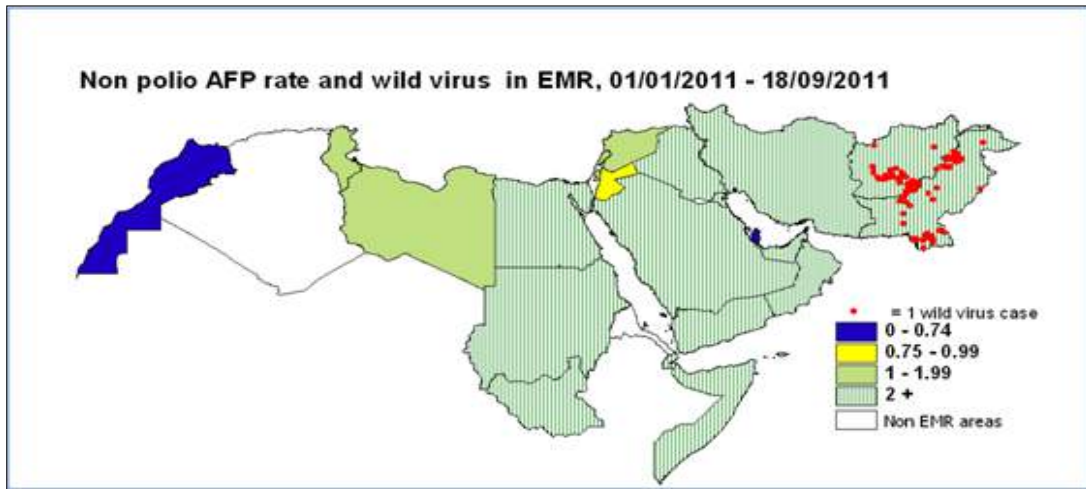 Non polio AFP rate and wild virus in EMR, 01/01/2011 - 18/09/2011
= 1 wild virus case
0 - 0.74
0.75 - 0.99
1 - 1.99
2 +
Non EMR areas